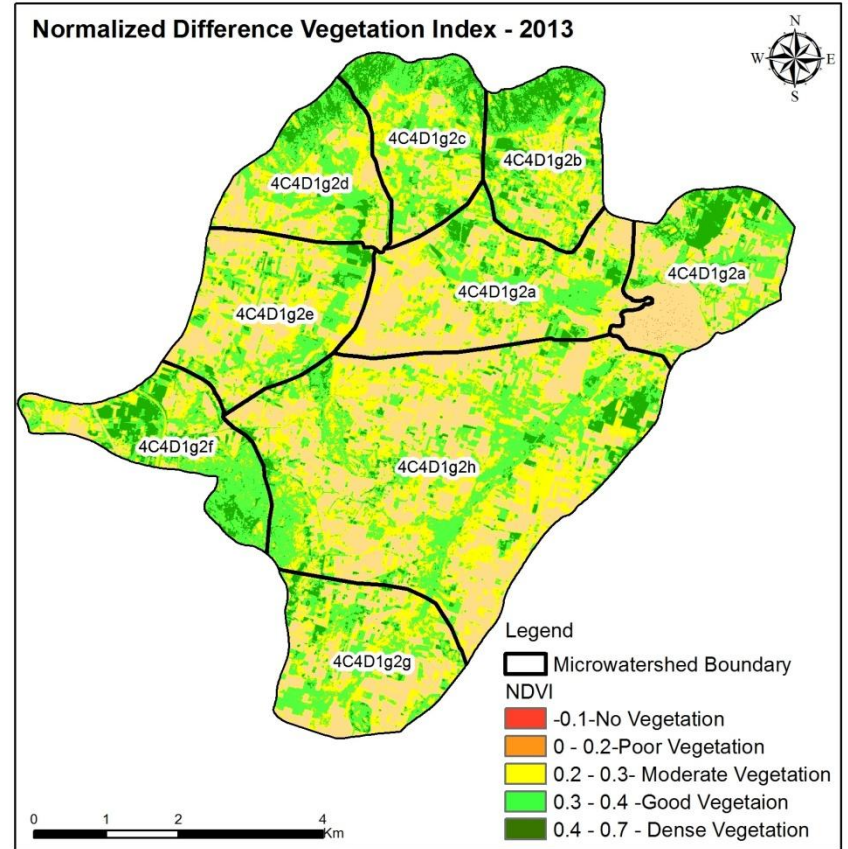 Normalized Difference Vegetation Index - 2013
N
W E
S
4C4D1g2c
4C4D1g2b
4C4D1g2d
4C4D1g2a
4C4D1g2a
4C4D1g2e
4C4D1g2f
4C4D1g2h
4C4D1g2g
Legend
Microwatershed Boundary
NDVI
-0.1-No Vegetation
0 - 0.2-Poor Vegetation
0.2 - 0.3- Moderate Vegetation
0.3 - 0.4 -Good Vegetaion
0.4 - 0.7 - Dense Vegetation
0 1 2 4
Km